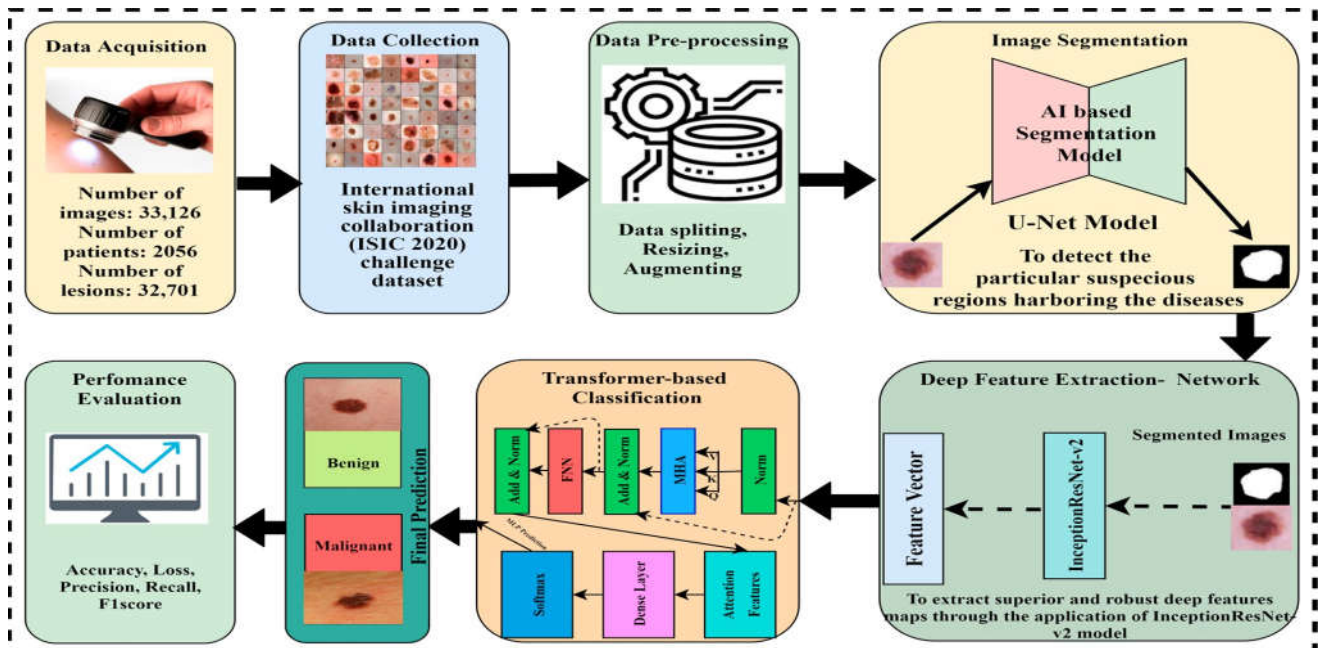 Data Acquisition
Number of
images: 33,126
Number of
patients: 2056
Number of
lesions: 32,701
Data Collection
International
skin imaging
collaboration
(ISIC 2020)
challenge
dataset
Data Pre-processing
Data spliting,
Resizing,
Augmenting
Image Segmentation
AI based
Segmentation
Model
U-Net Model
To detect the
particular suspecious
regions harboring the diseases
Deep Feature Extraction- Network
Segmented Images
InceptionResNet-v2
Feature Vector
To extract superior and robust deep features
maps through the application of InceptionResNet-
v2 model
Transformer-based
Classification
Norm
MHA
Add & Norm
FNN
Add & Norm
MLP Prediction
Attention
Features
Dense Layer
Softmax
Final Prediction
Benign
Malignant
Perfomance
Evaluation
Accuracy, Loss,
Precision, Recall,
F1score